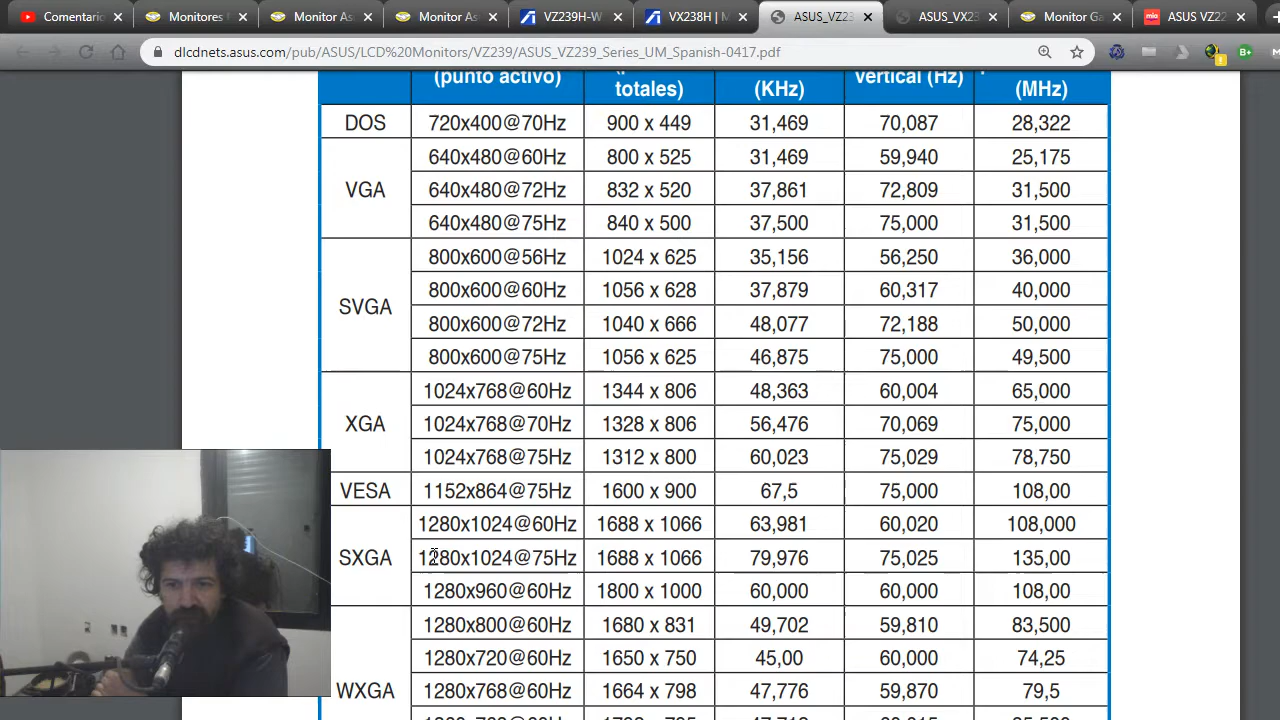 Comentario
Monitores
Monitor As
Monitor As
VZ239H-W
VX238H | M
ASUS_VZ23
ASUS_VX23
Monitor Ga
ASUS VZ22
dlcdnets.asus.com/pub/ASUS/LCD%20Monitors/VZ239/ASUS_VZ239_Series_UM_Spanish-0417.pdf
(punto activo) totales) (KHz) vertical (Hz) (MHz)
DOS 720x400@70Hz 900 x 449 31,469 70,087 28,322
VGA 640x480@60Hz 800 x 525 31,469 59,940 25,175
640x480@72Hz 832 x 520 37,861 72,809 31,500
640x480@75Hz 840 x 500 37,500 75,000 31,500
SVGA 800x600@56Hz 1024 x 625 35,156 56,250 36,000
800x600@60Hz 1056 x 628 37,879 60,317 40,000
800x600@72Hz 1040 x 666 48,077 72,188 50,000
800x600@75Hz 1056 x 625 46,875 75,000 49,500
XGA 1024x768@60Hz 1344 x 806 48,363 60,004 65,000
1024x768@70Hz 1328 x 806 56,476 70,069 75,000
1024x768@75Hz 1312 x 800 60,023 75,029 78,750
VESA 1152x864@75Hz 1600 x 900 67,5 75,000 108,00
SXGA 1280x1024@60Hz 1688 x 1066 63,981 60,020 108,000
1280x1024@75Hz 1688 x 1066 79,976 75,025 135,00
1280x960@60Hz 1800 x 1000 60,000 60,000 108,00
WXGA 1280x800@60Hz 1680 x 831 49,702 59,810 83,500
1280x720@60Hz 1650 x 750 45,00 60,000 74,25
1280x768@60Hz 1664 x 798 47,776 59,870 79,5